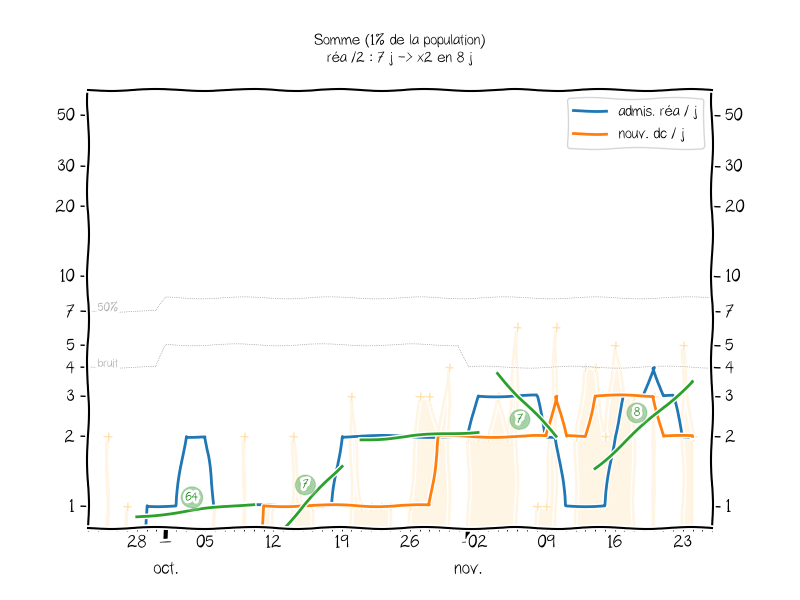 Somme (1% de la population)
réa /2 : 7 j -> x2 en 8 j
admis. réa / j
nouv. dc / j
50 50
30 30
20 20
10 10
7 50% 7
5 5
4 bruit 4
3 3
2 2
1 1
7
8
7
64
28 05 12 19 26 02 09 16 23
oct. nov.